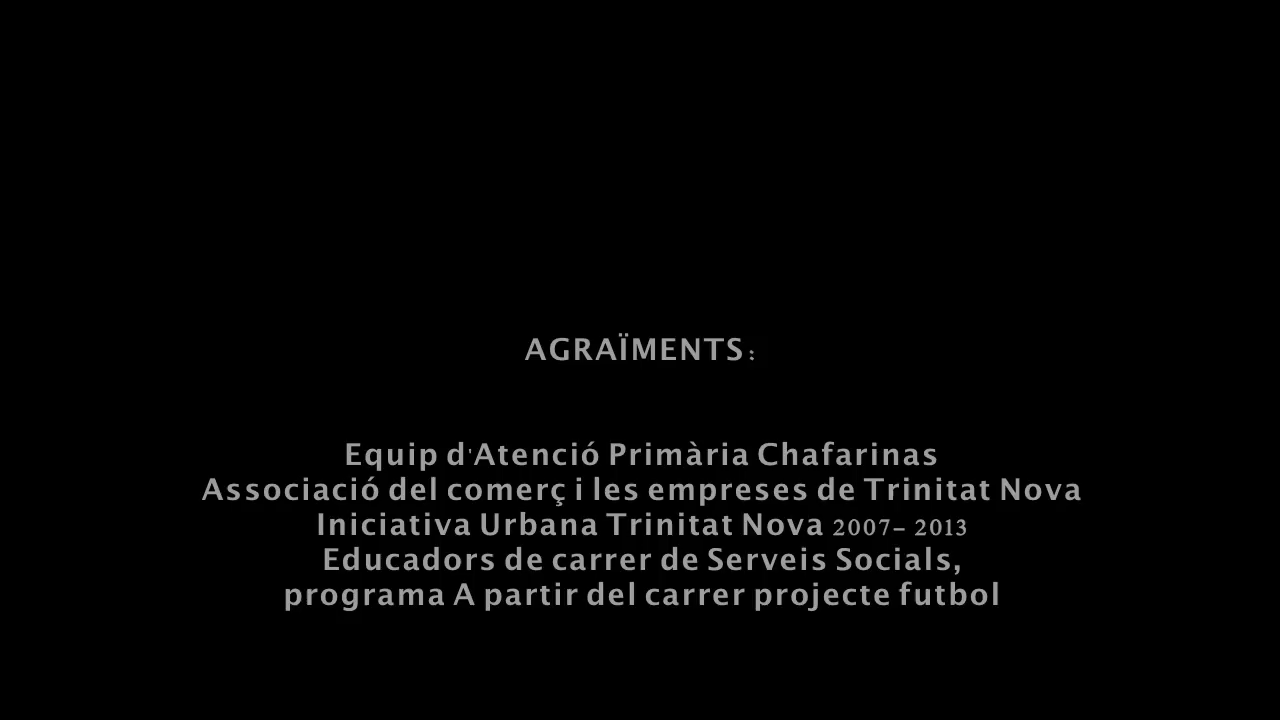 AGRAÏMENTS:
Equip d'Atenció Primària Chafarinas
Associació del comerç i les empreses de Trinitat Nova
Iniciativa Urbana Trinitat Nova 2007- 2013
Educadors de carrer de Serveis Socials,
programa A partir del carrer projecte futbol